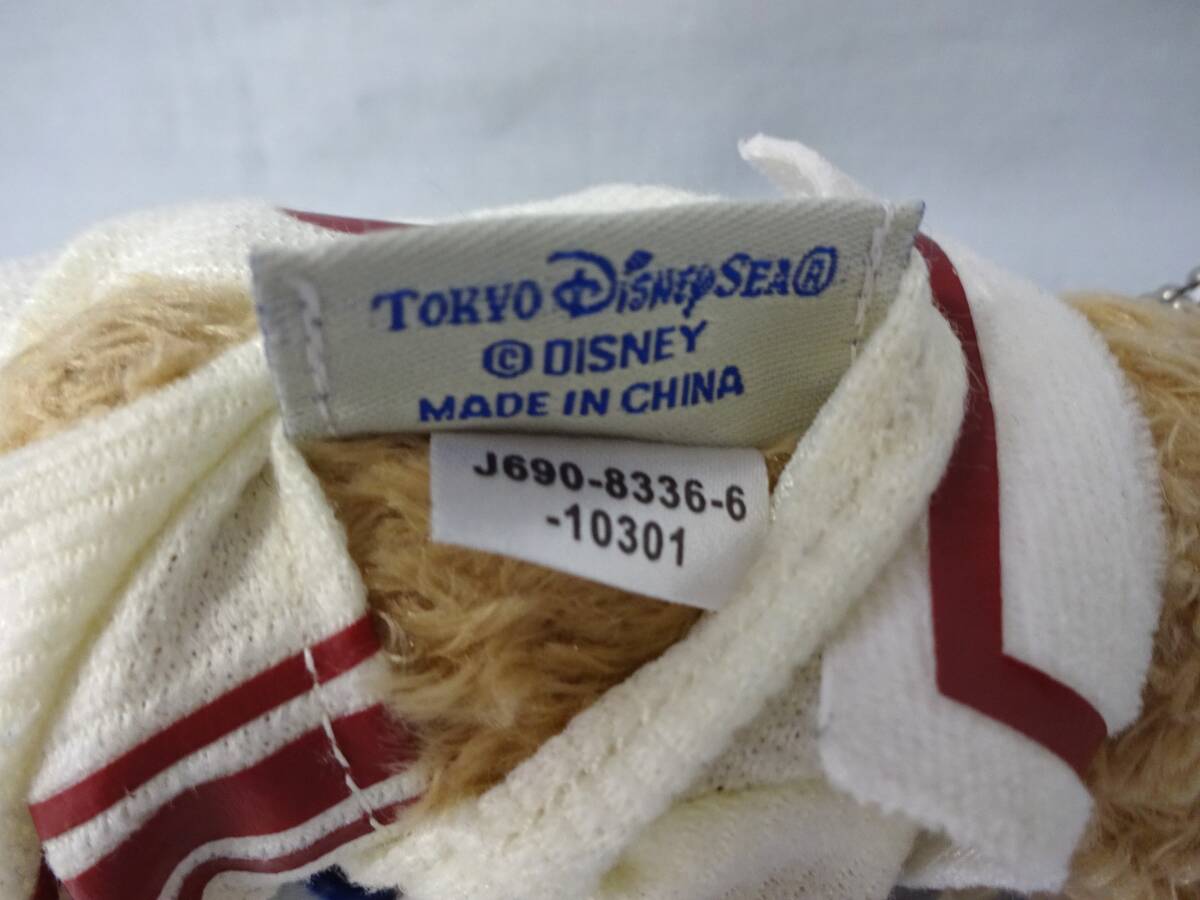 TOKYO DISNEYSEA®
© DISNEY
MADE IN CHINA
J690-8336-6
-10301